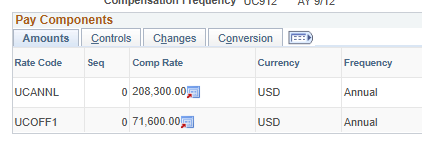 Compensation Frequency UC912 AY 9/12
Pay Components
Amounts Controls Changes Conversion
Rate Code Seq Comp Rate Currency Frequency
UCANNL 0 208,300.00 USD Annual
UCOFF1 0 71,600.00 USD Annual